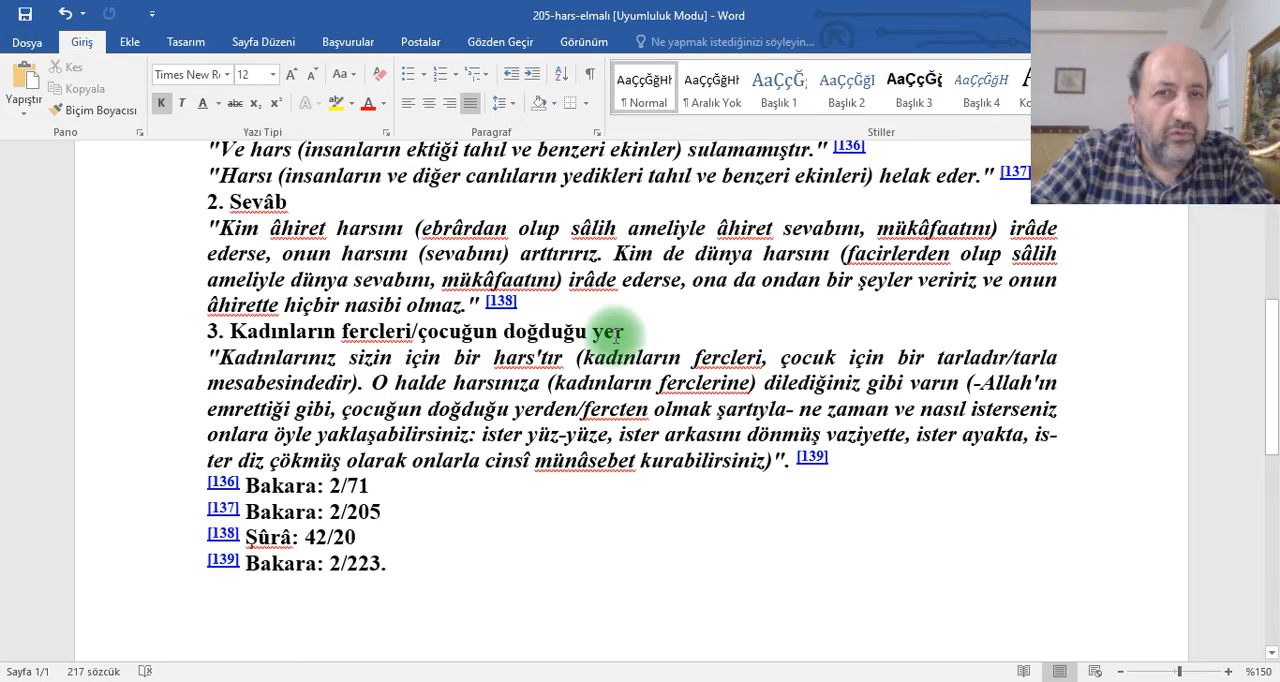 205-hars-elmalı [Uyumluluk Modu] - Word
Dosya Giriş Ekle Tasarım Sayfa Düzeni Başvurular Postalar Gözden Geçir Görünüm Ne yapmak istediğinizi söyleyin...
Yapıştır
Kes
Kopyala
Biçim Boyacısı
Pano
Times New Ro 12
K T A abc x₂ x²
Yazı Tipi
Paragraf
AaÇçĞğHł AaÇçĞğHł AaÇçĞ AaÇçĞğI AaÇçĞğ AaÇçĞğH
¶ Normal ¶ Aralık Yok Başlık 1 Başlık 2 Başlık 3 Başlık 4
Stiller
"Ve hars (insanların ektiği tahıl ve benzeri ekinler) sulamamıştır." [136]
"Harsı (insanların ve diğer canlıların yedikleri tahıl ve benzeri ekinleri) helak eder." [137]
2. Sevâb
"Kim âhiret harsını (ebrârdan olup sâlih ameliyle âhiret sevabını, mükâfaatını) irâde
ederse, onun harsını (sevabını) arttırırız. Kim de dünya harsını (facirlerden olup sâlih
ameliyle dünya sevabını, mükâfaatını) irâde ederse, ona da ondan bir şeyler veririz ve onun
âhirette hiçbir nasibi olmaz." [138]
3. Kadınların fercleri/çocuğun doğduğu yer
"Kadınlarınız sizin için bir hars'tır (kadınların fercleri, çocuk için bir tarladır/tarla
mesabesindedir). O halde harsınıza (kadınların ferclerine) dilediğiniz gibi varın (-Allah'ın
emrettiği gibi, çocuğun doğduğu yerden/fercten olmak şartıyla- ne zaman ve nasıl isterseniz
onlara öyle yaklaşabilirsiniz: ister yüz-yüze, ister arkasını dönmüş vaziyette, ister ayakta, is-
ter diz çökmüş olarak onlarla cinsî münâsebet kurabilirsiniz)". [139]
[136] Bakara: 2/71
[137] Bakara: 2/205
[138] Şûrâ: 42/20
[139] Bakara: 2/223.
Sayfa 1/1 217 sözcük %150